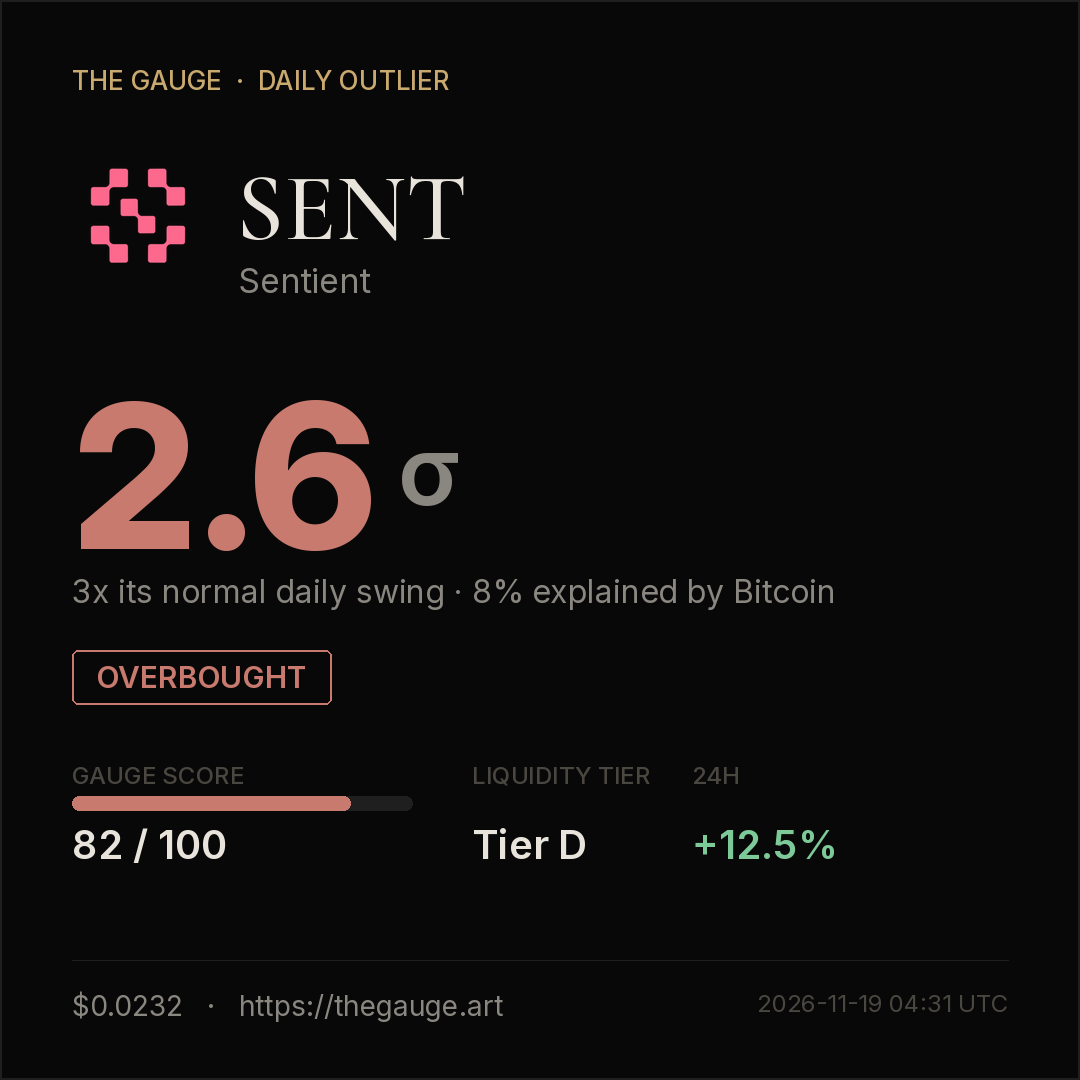 THE GAUGE · DAILY OUTLIER
SENT
Sentient
2.6 σ
3x its normal daily swing · 8% explained by Bitcoin
OVERBOUGHT
GAUGE SCORE LIQUIDITY TIER 24H
82 / 100 Tier D +12.5%
$0.0232 · https://thegauge.art 2026-11-19 04:31 UTC